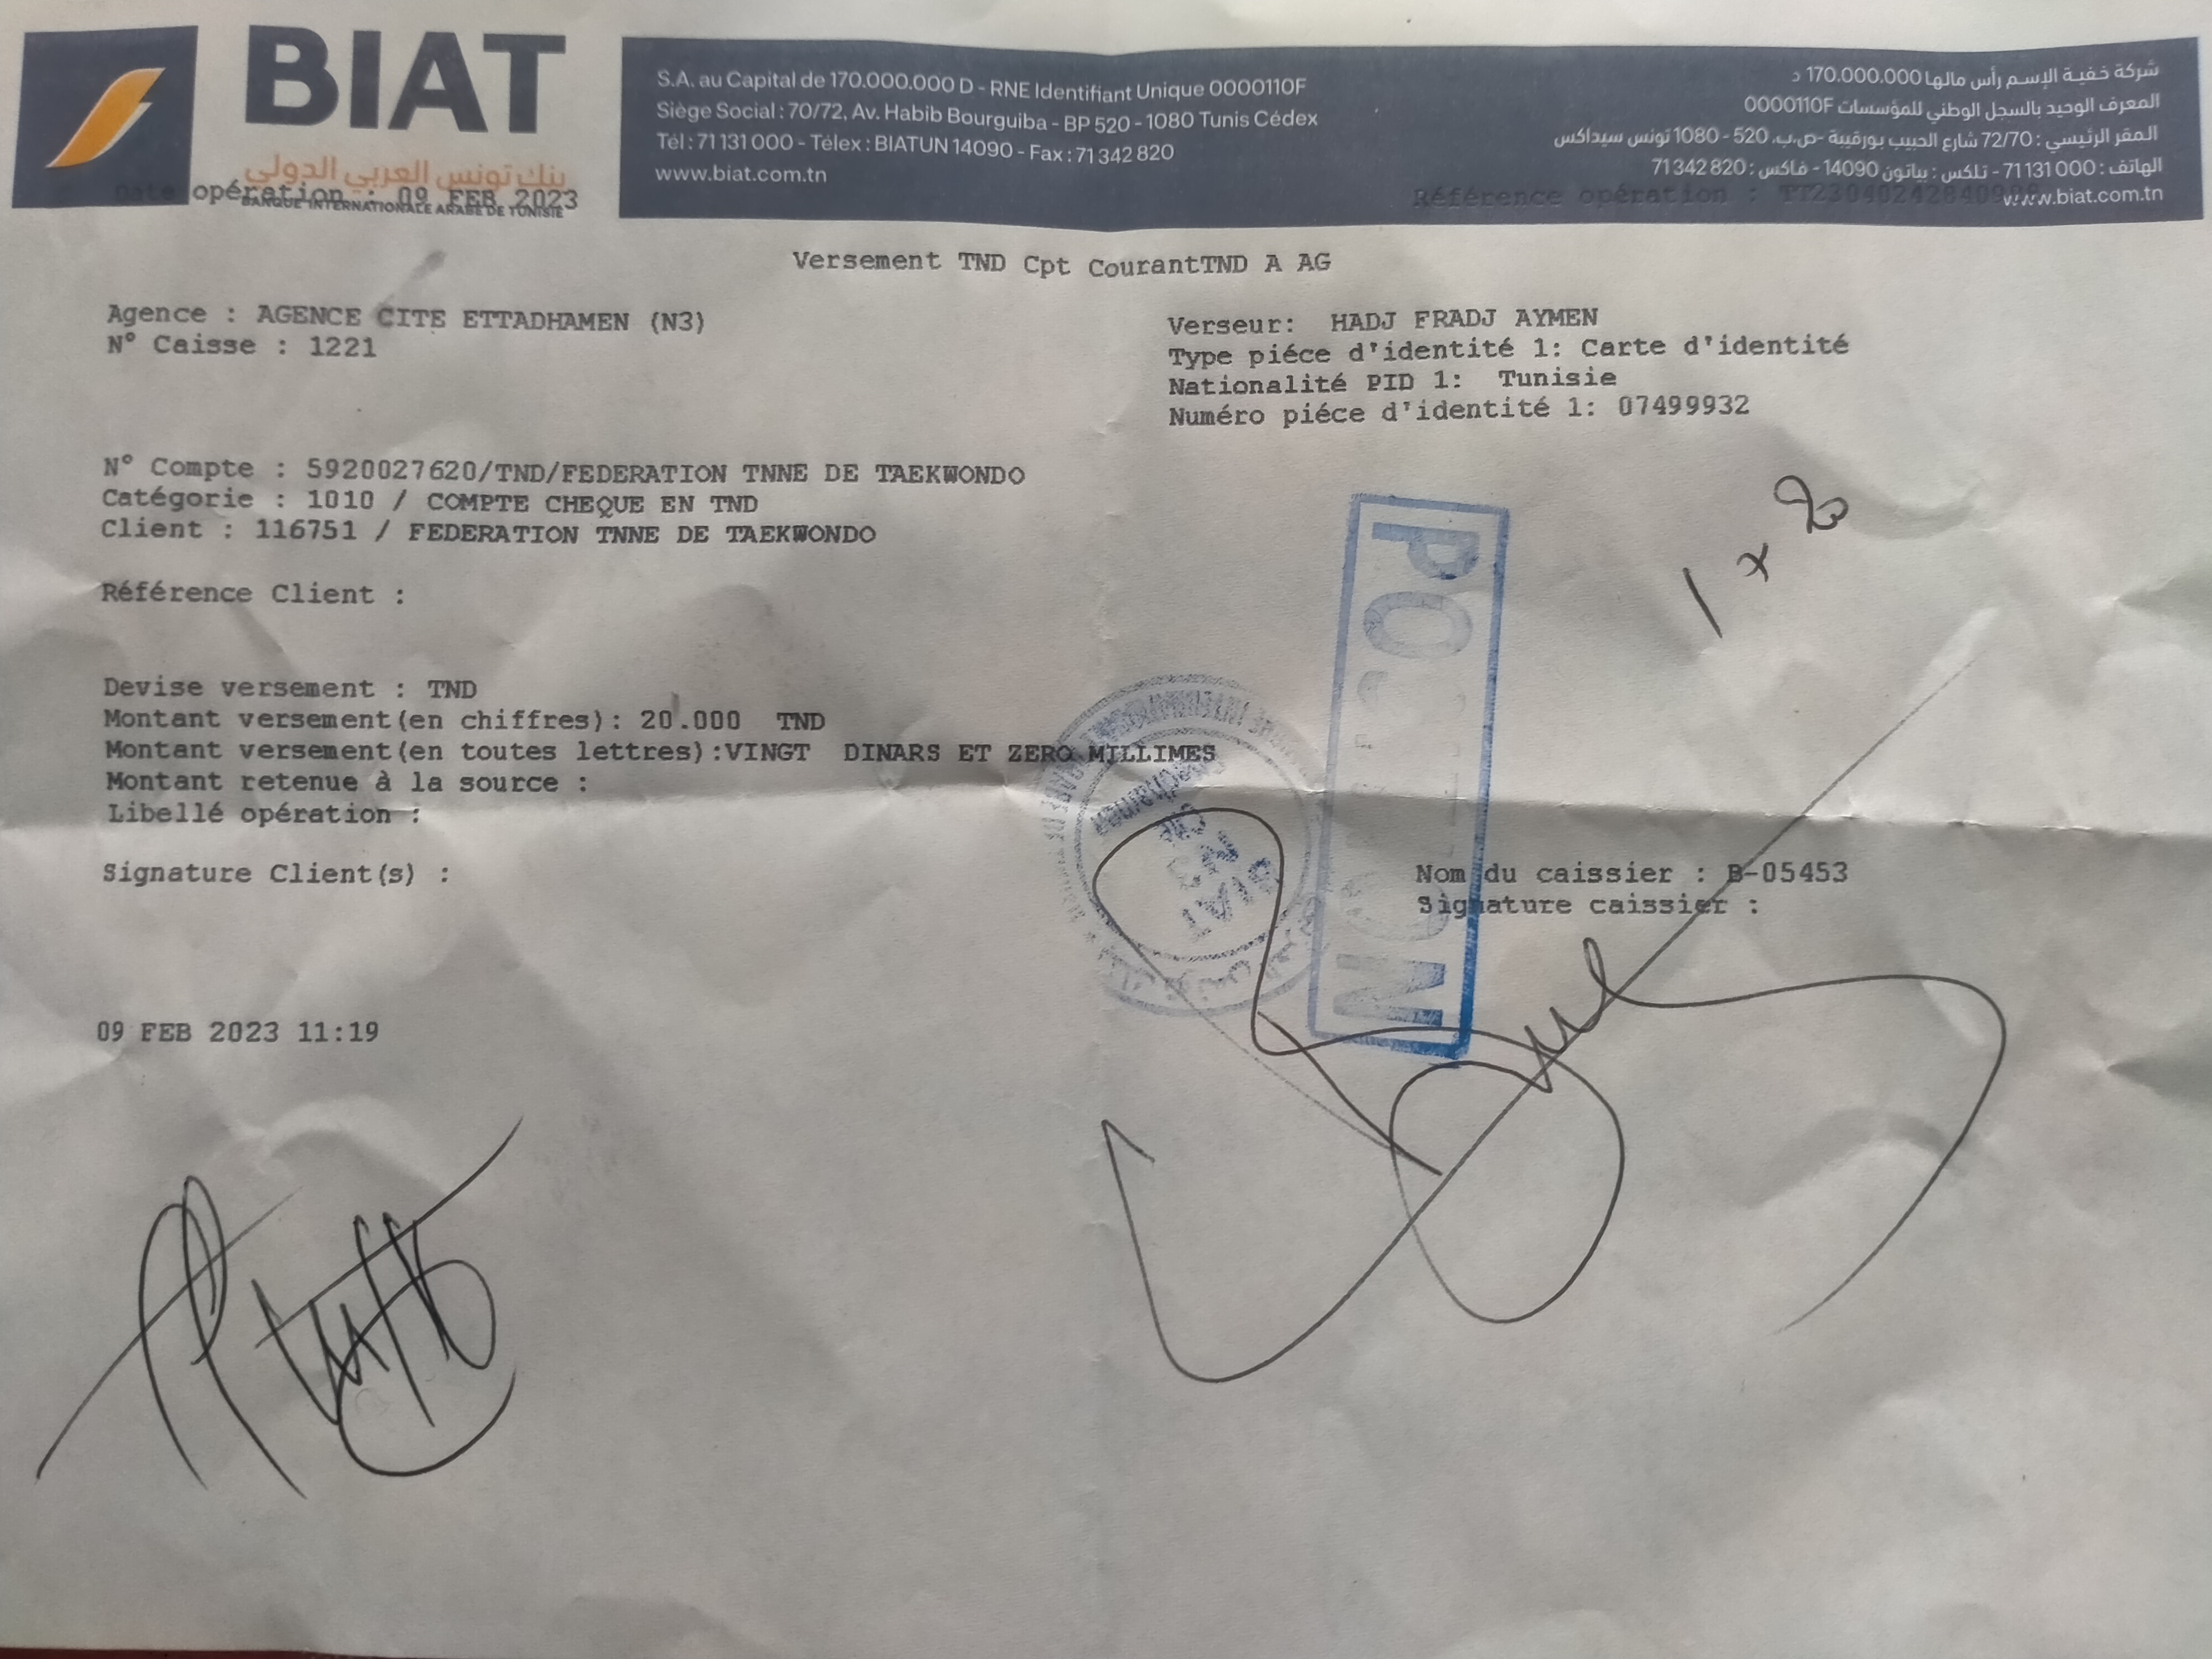 BIAT
بنك تونس العربي الدولي
BANQUE INTERNATIONALE ARABE DE TUNISIE
S.A. au Capital de 170.000.000 D - RNE Identifiant Unique 0000110F
Siège Social : 70/72, Av. Habib Bourguiba - BP 520 - 1080 Tunis Cédex
Tél : 71 131 000 - Télex : BIATUN 14090 - Fax : 71 342 820
www.biat.com.tn
شركة خفية الإسم رأس مالها 170.000.000 د
المعرف الوحيد بالسجل الوطني للمؤسسات 0000110F
المقر الرئيسي : 72/70 شارع الحبيب بورقيبة -ص.ب. 520 - 1080 تونس سيداكس
الهاتف : 71131 000 - تلكس : بياتون 14090 - فاكس : 71 342 820
www.biat.com.tn
Date opération : 09 FEB 2023
Référence opération :
Versement TND Cpt CourantTND A AG
Agence : AGENCE CITE ETTADHAMEN (N3)
N° Caisse : 1221
Verseur: HADJ FRADJ AYMEN
Type piéce d'identité 1: Carte d'identité
Nationalité PID 1: Tunisie
Numéro piéce d'identité 1: 07499932
N° Compte : 5920027620/TND/FEDERATION TNNE DE TAEKWONDO
Catégorie : 1010 / COMPTE CHEQUE EN TND
Client : 116751 / FEDERATION TNNE DE TAEKWONDO
Référence Client :
Devise versement : TND
Montant versement(en chiffres): 20.000 TND
Montant versement(en toutes lettres):VINGT DINARS ET ZERO MILLIMES
Montant retenue à la source :
Libellé opération :
Signature Client(s) :
Nom du caissier : B-05453
Signature caissier :
09 FEB 2023 11:19
BIAT